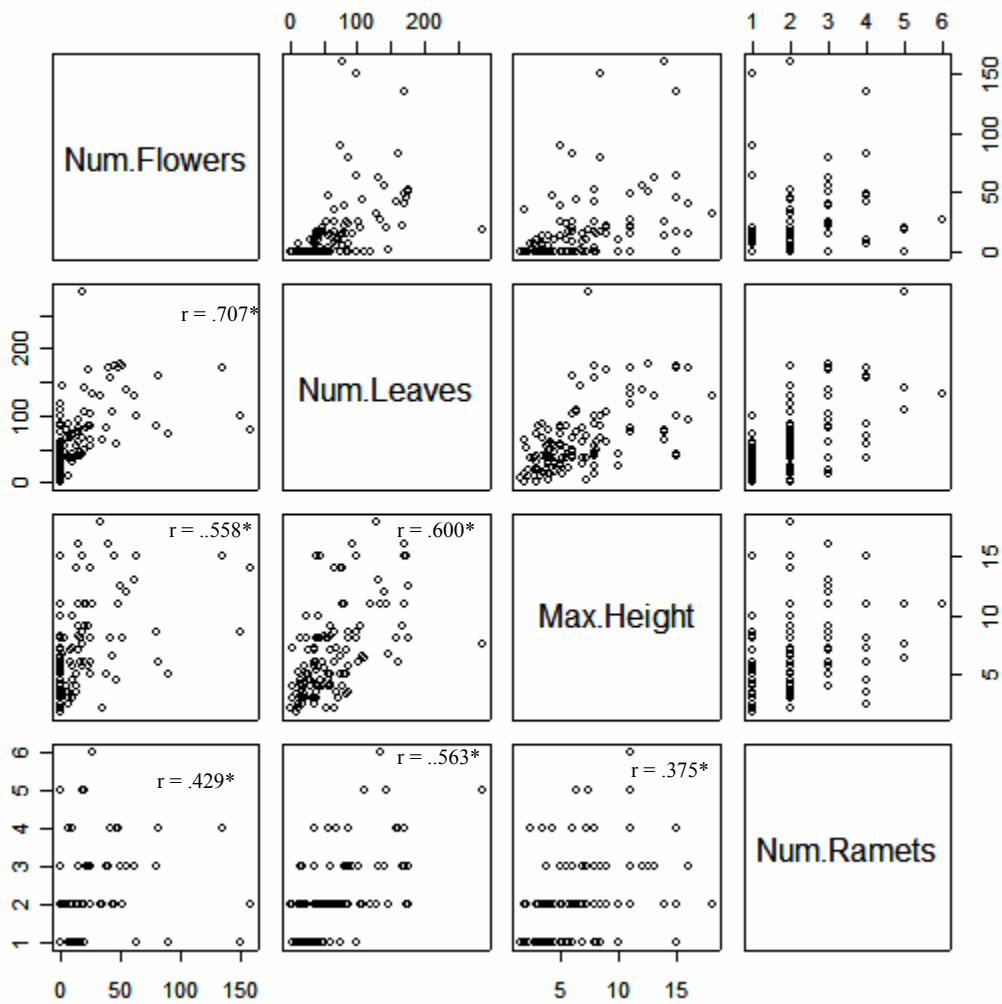 0 100 200
1 2 3 4 5 6
Num.Flowers
0 50 100 150
r = .707*
0 100 200
Num.Leaves
r = ..558*
r = .600*
Max.Height
5 10 15
1 2 3 4 5 6
r = .429*
r = ..563*
r = .375*
Num.Ramets
0 50 100 150
5 10 15